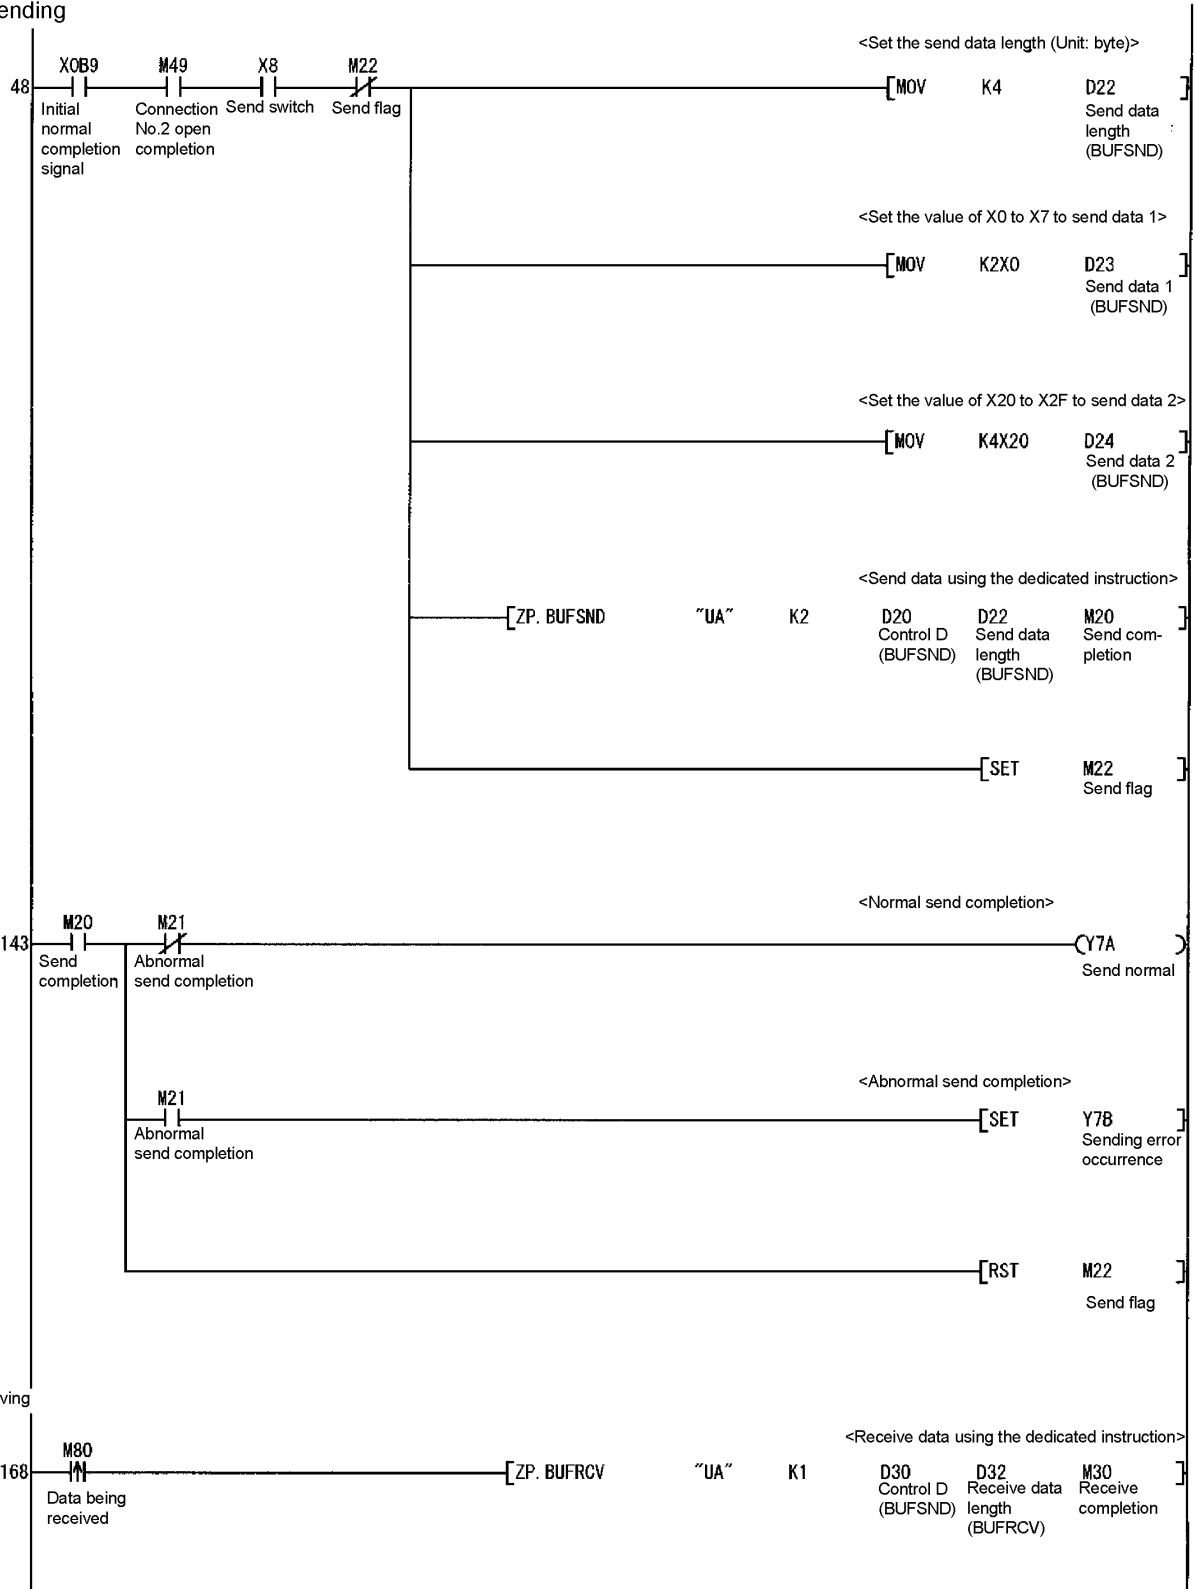 ending
<Set the send data length (Unit: byte)>
X0B9 M49 X8 M22
48 MOV K4 D22
Initial normal completion signal
Connection No.2 open completion
Send switch
Send flag
Send data length (BUFSND)
<Set the value of X0 to X7 to send data 1>
MOV K2X0 D23
Send data 1 (BUFSND)
<Set the value of X20 to X2F to send data 2>
MOV K4X20 D24
Send data 2 (BUFSND)
<Send data using the dedicated instruction>
ZP. BUFSND "UA" K2 D20 D22 M20
Control D (BUFSND)
Send data length (BUFSND)
Send com-
pletion
SET M22
Send flag
<Normal send completion>
M20 M21
143 Y7A
Send completion
Abnormal send completion
Send normal
<Abnormal send completion>
M21
SET Y7B
Abnormal send completion
Sending error occurrence
RST M22
Send flag
ving
<Receive data using the dedicated instruction>
M80
168 ZP. BUFRCV "UA" K1 D30 D32 M30
Data being received
Control D (BUFSND)
Receive data length (BUFRCV)
Receive completion